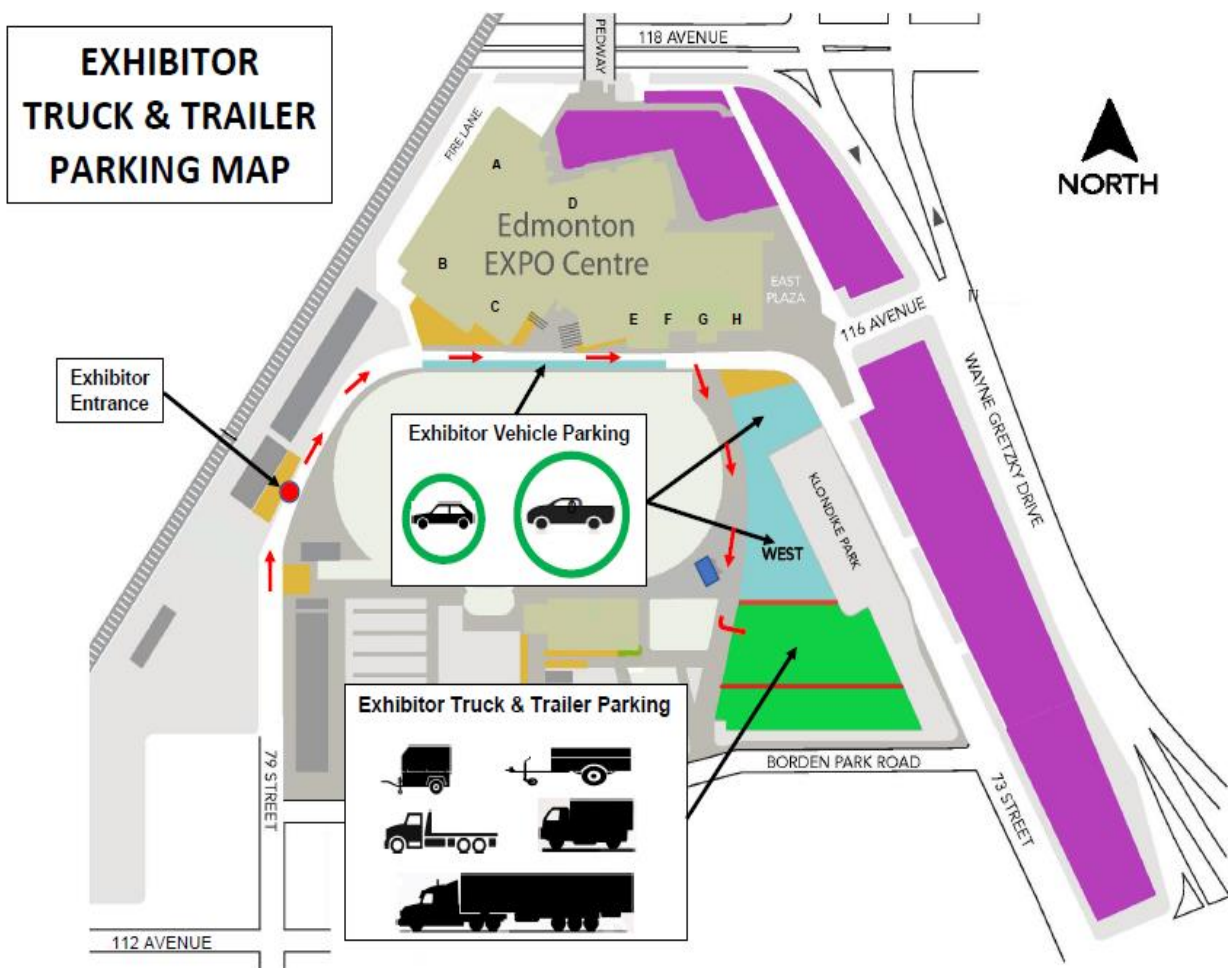 EXHIBITOR
TRUCK & TRAILER
PARKING MAP
PEDWAY
118 AVENUE
NORTH
FIRE LANE
A
D
Edmonton
EXPO Centre
B
C
E F G H
EAST
PLAZA
N
116 AVENUE
WAYNE GRETZKY DRIVE
Exhibitor
Entrance
Exhibitor Vehicle Parking
KLONDIKE PARK
WEST
Exhibitor Truck & Trailer Parking
79 STREET
BORDEN PARK ROAD
73 STREET
112 AVENUE